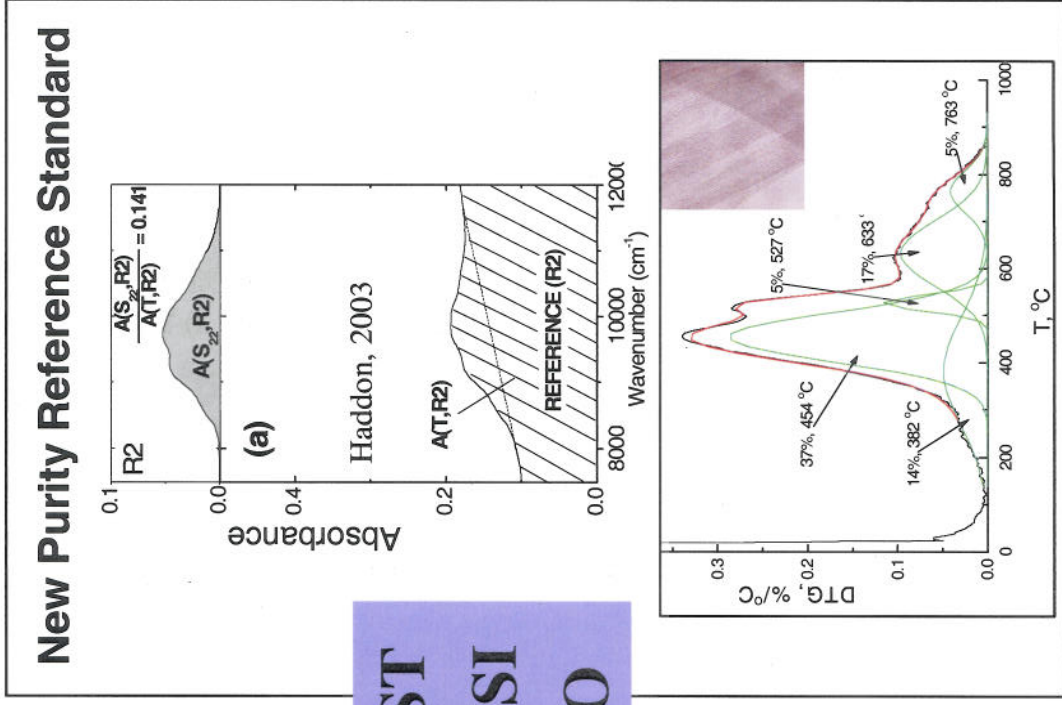 New Purity Reference Standard
R2
A(S22,R2)
A(T,R2)
= 0.141
A(S22,R2)
0.1
0.0
(a)
Haddon, 2003
Absorbance
0.4
0.2
0.0
A(T,R2)
REFERENCE (R2)
8000
10000
1200(
Wavenumber (cm-1)
ST
SI
O
DTG, %/°C
0.3
0.2
0.1
0.0
37%, 454 °C
14%, 382 °C
5%, 527 °C
17%, 633 °
5%, 763 °C
0
200
400
600
800
1000
T, °C